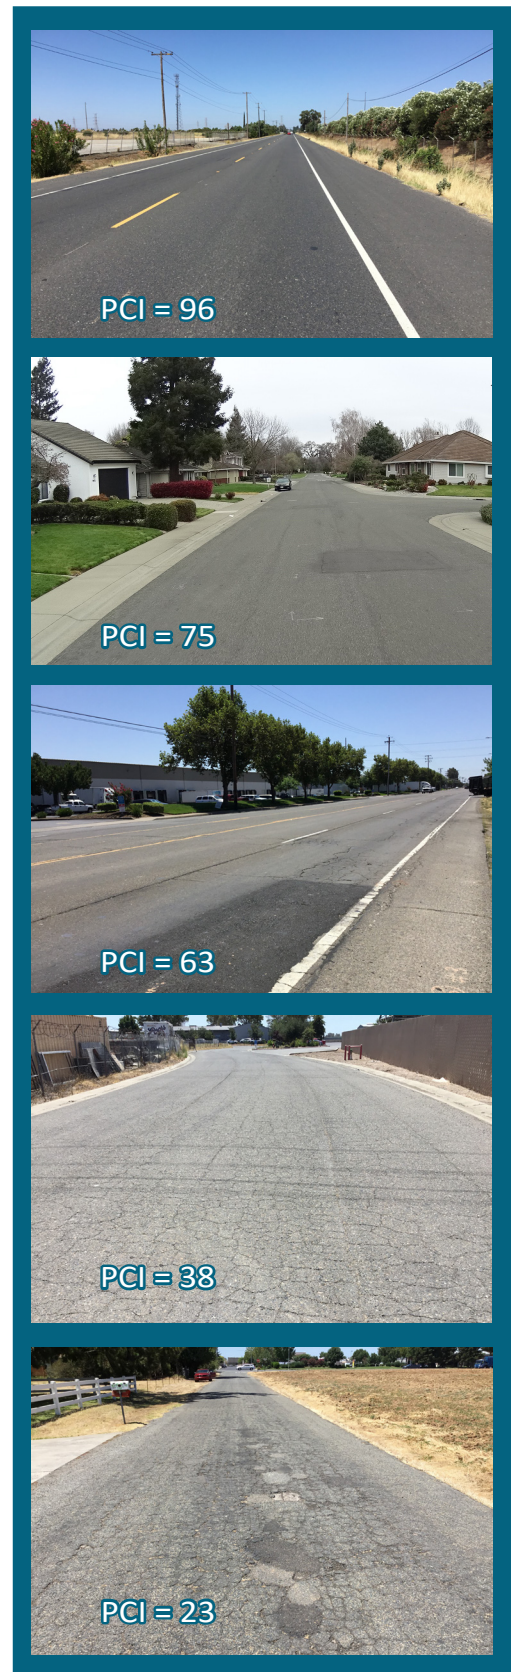 PCI = 96
PCI = 75
PCI = 63
PCI = 38
PCI = 23